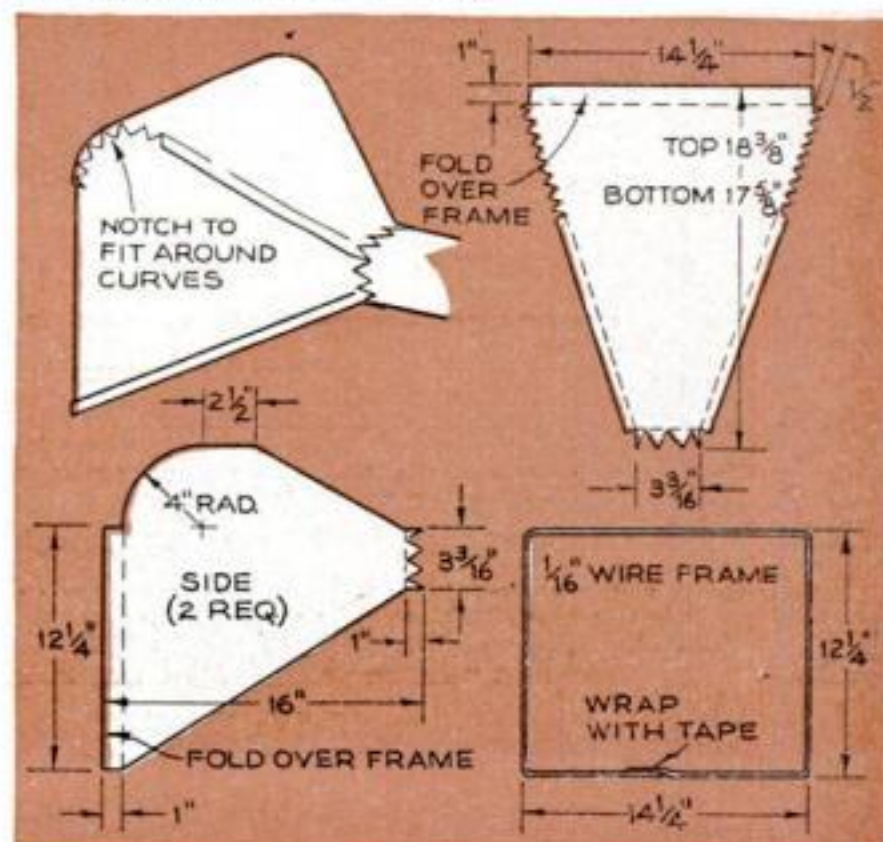 1"
14 1/4"
1/2"
FOLD
OVER
FRAME
TOP 18 3/8"
BOTTOM 17 5/8"
NOTCH TO
FIT AROUND
CURVES
3 3/16"
2 1/2"
4" RAD.
SIDE
(2 REQ)
3 3/16"
12 1/4"
1"
16"
FOLD OVER FRAME
1"
1/16" WIRE FRAME
12 1/4"
WRAP
WITH TAPE
14 1/4"